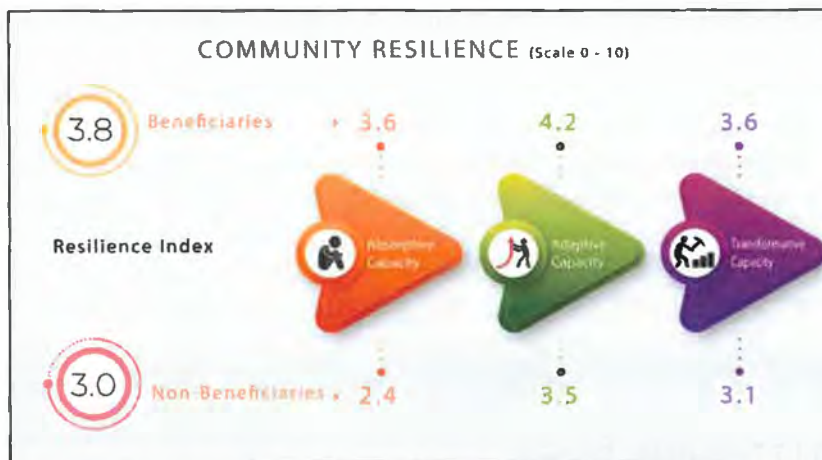 COMMUNITY RESILIENCE (Scale 0 - 10)
3.8 Beneficiaries 3.6 4.2 3.6
Resilience Index
Absorptive Capacity
Adaptive Capacity
Transformative Capacity
3.0 Non-Beneficiaries 2.4 3.5 3.1